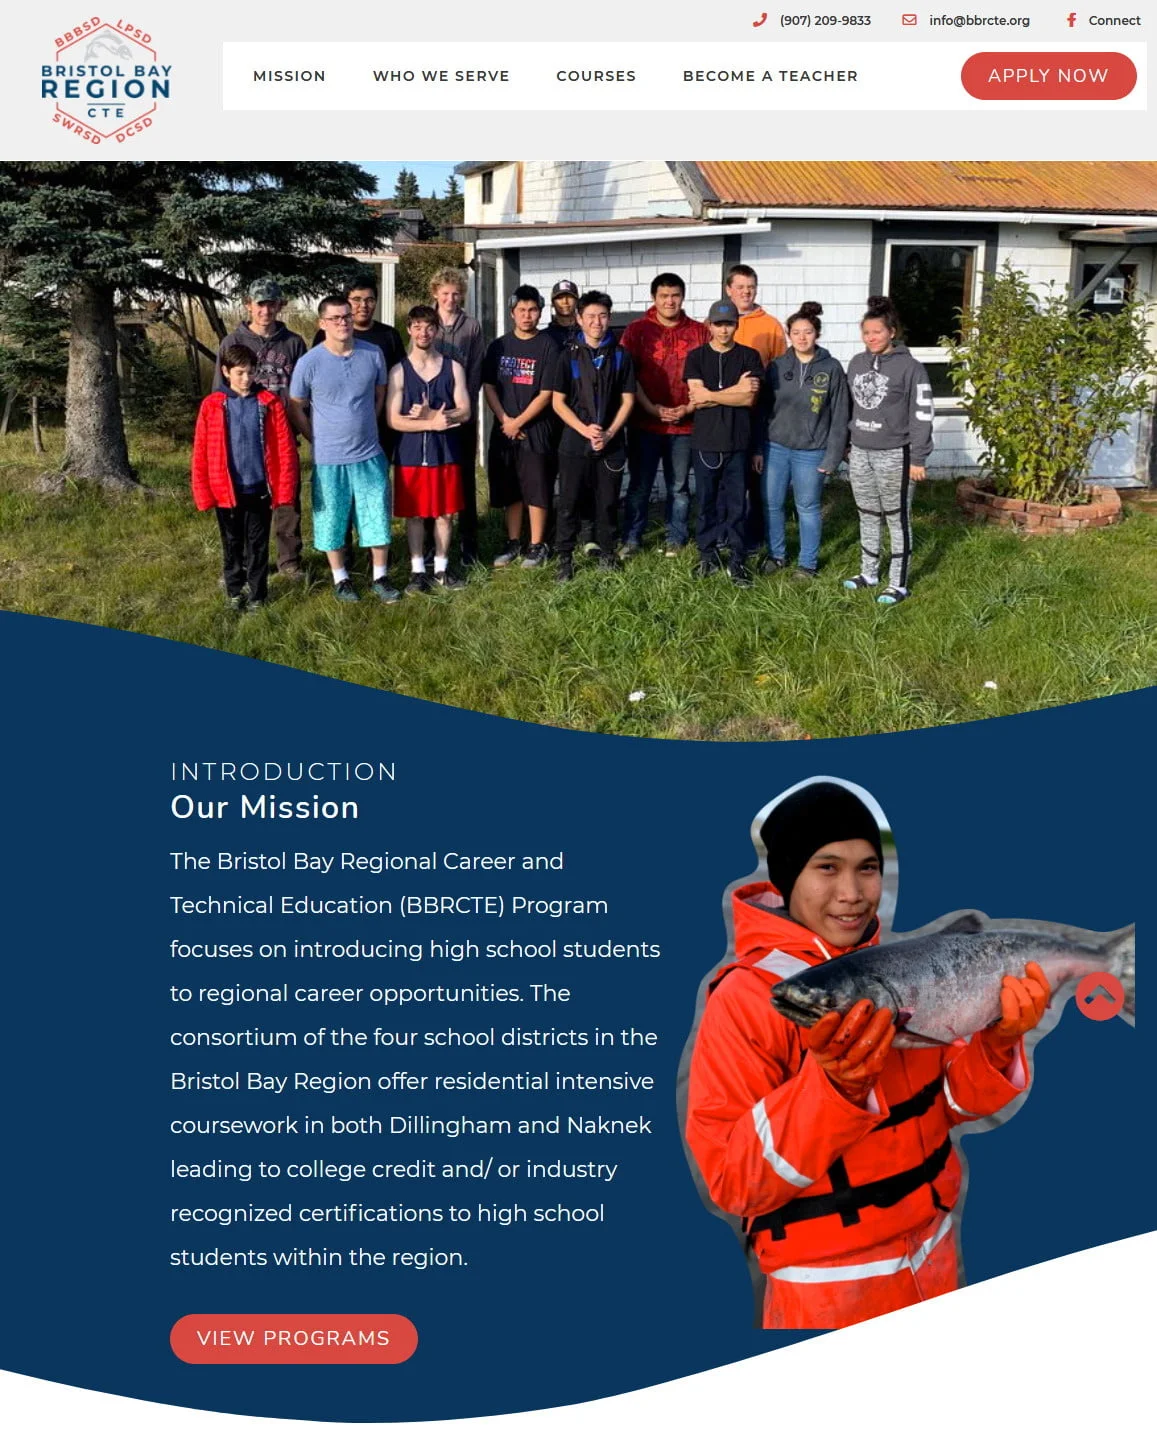 BBBSD LPSD
BRISTOL BAY
REGION
CTE
SWRSD DCSD
(907) 209-9833 info@bbrcte.org Connect
MISSION WHO WE SERVE COURSES BECOME A TEACHER APPLY NOW
PROTECT
5
INTRODUCTION
Our Mission
The Bristol Bay Regional Career and
Technical Education (BBRCTE) Program
focuses on introducing high school students
to regional career opportunities. The
consortium of the four school districts in the
Bristol Bay Region offer residential intensive
coursework in both Dillingham and Naknek
leading to college credit and/ or industry
recognized certifications to high school
students within the region.
VIEW PROGRAMS